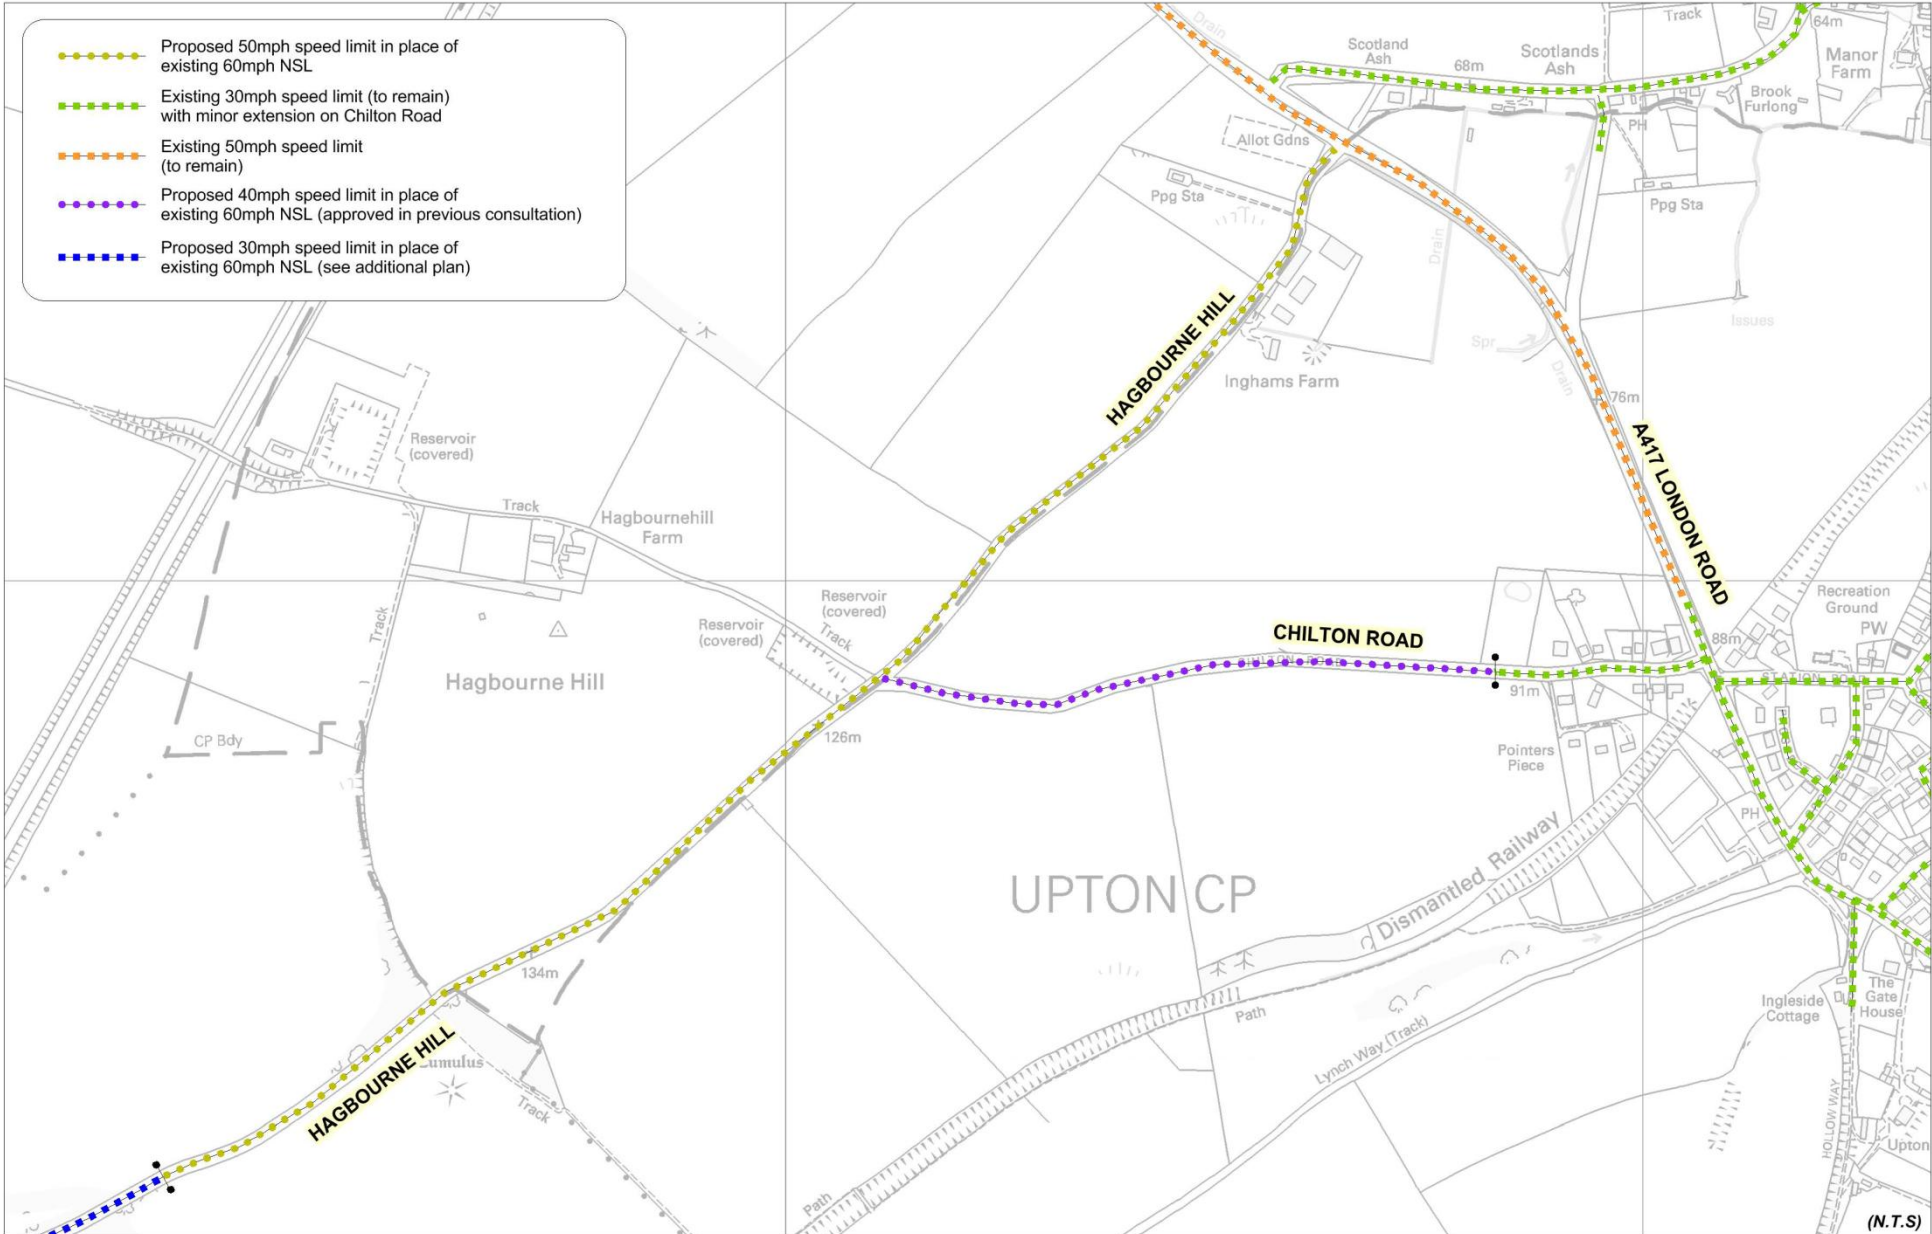 Proposed 50mph speed limit in place of
existing 60mph NSL
Existing 30mph speed limit (to remain)
with minor extension on Chilton Road
Existing 50mph speed limit
(to remain)
Proposed 40mph speed limit in place of
existing 60mph NSL (approved in previous consultation)
Proposed 30mph speed limit in place of
existing 60mph NSL (see additional plan)
Drain
Scotland
Ash
68m
Scotlands
Ash
Track
64m
Manor
Farm
Brook
Furlong
PH
Allot Gdns
Ppg Sta
Ppg Sta
Drain
Issues
Spr
Drain
HAGBOURNE HILL
Inghams Farm
76m
A417 LONDON ROAD
Reservoir
(covered)
Track
Hagbournehill
Farm
Track
Reservoir
(covered)
Reservoir
(covered)
Track
CHILTON ROAD
Recreation
Ground
PW
88m
STATION ROAD
91m
Hagbourne Hill
126m
CP Bdy
Pointers
Piece
PH
UPTON CP
Dismantled Railway
134m
Path
Lynch Way (Track)
Ingleside
Cottage
The
Gate
House
HAGBOURNE HILL
Track
HOLLOW WAY
Upton
Path
(N.T.S)